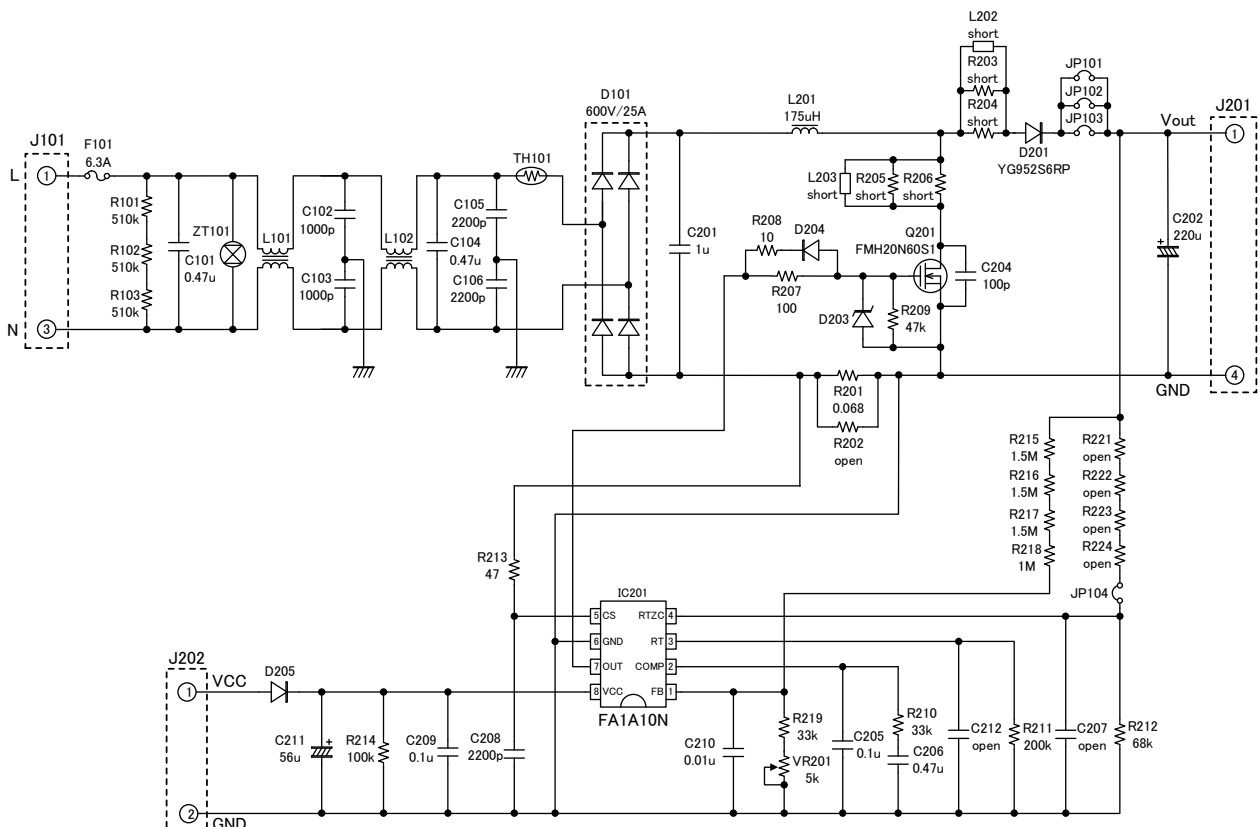 L202
short
R203
short
R204
short
JP101
JP102
JP103
J201
Vout
1
D101
600V/25A
L201
175uH
D201
YG952S6RP
J101
F101
6.3A
L
1
TH101
L203
short
R205
short
R206
short
R101
510k
R102
510k
R103
510k
C101
0.47u
ZT101
L101
C102
1000p
C103
1000p
L102
C104
0.47u
C105
2200p
C106
2200p
C201
1u
R208
10
D204
Q201
FMH20N60S1
C204
100p
C202
220u
+
R207
100
D203
R209
47k
N
3
R201
0.068
R202
open
GND
4
R215
1.5M
R216
1.5M
R217
1.5M
R218
1M
R221
open
R222
open
R223
open
R224
open
JP104
R213
47
IC201
5 CS
6 GND
7 OUT
8 VCC
RTZC 4
RT 3
COMP 2
FB 1
FA1A10N
J202
1
VCC
D205
C211
56u
+
R214
100k
C209
0.1u
C208
2200p
C210
0.01u
R219
33k
VR201
5k
C205
0.1u
R210
33k
C206
0.47u
C212
open
R211
200k
C207
open
R212
68k
2
GND